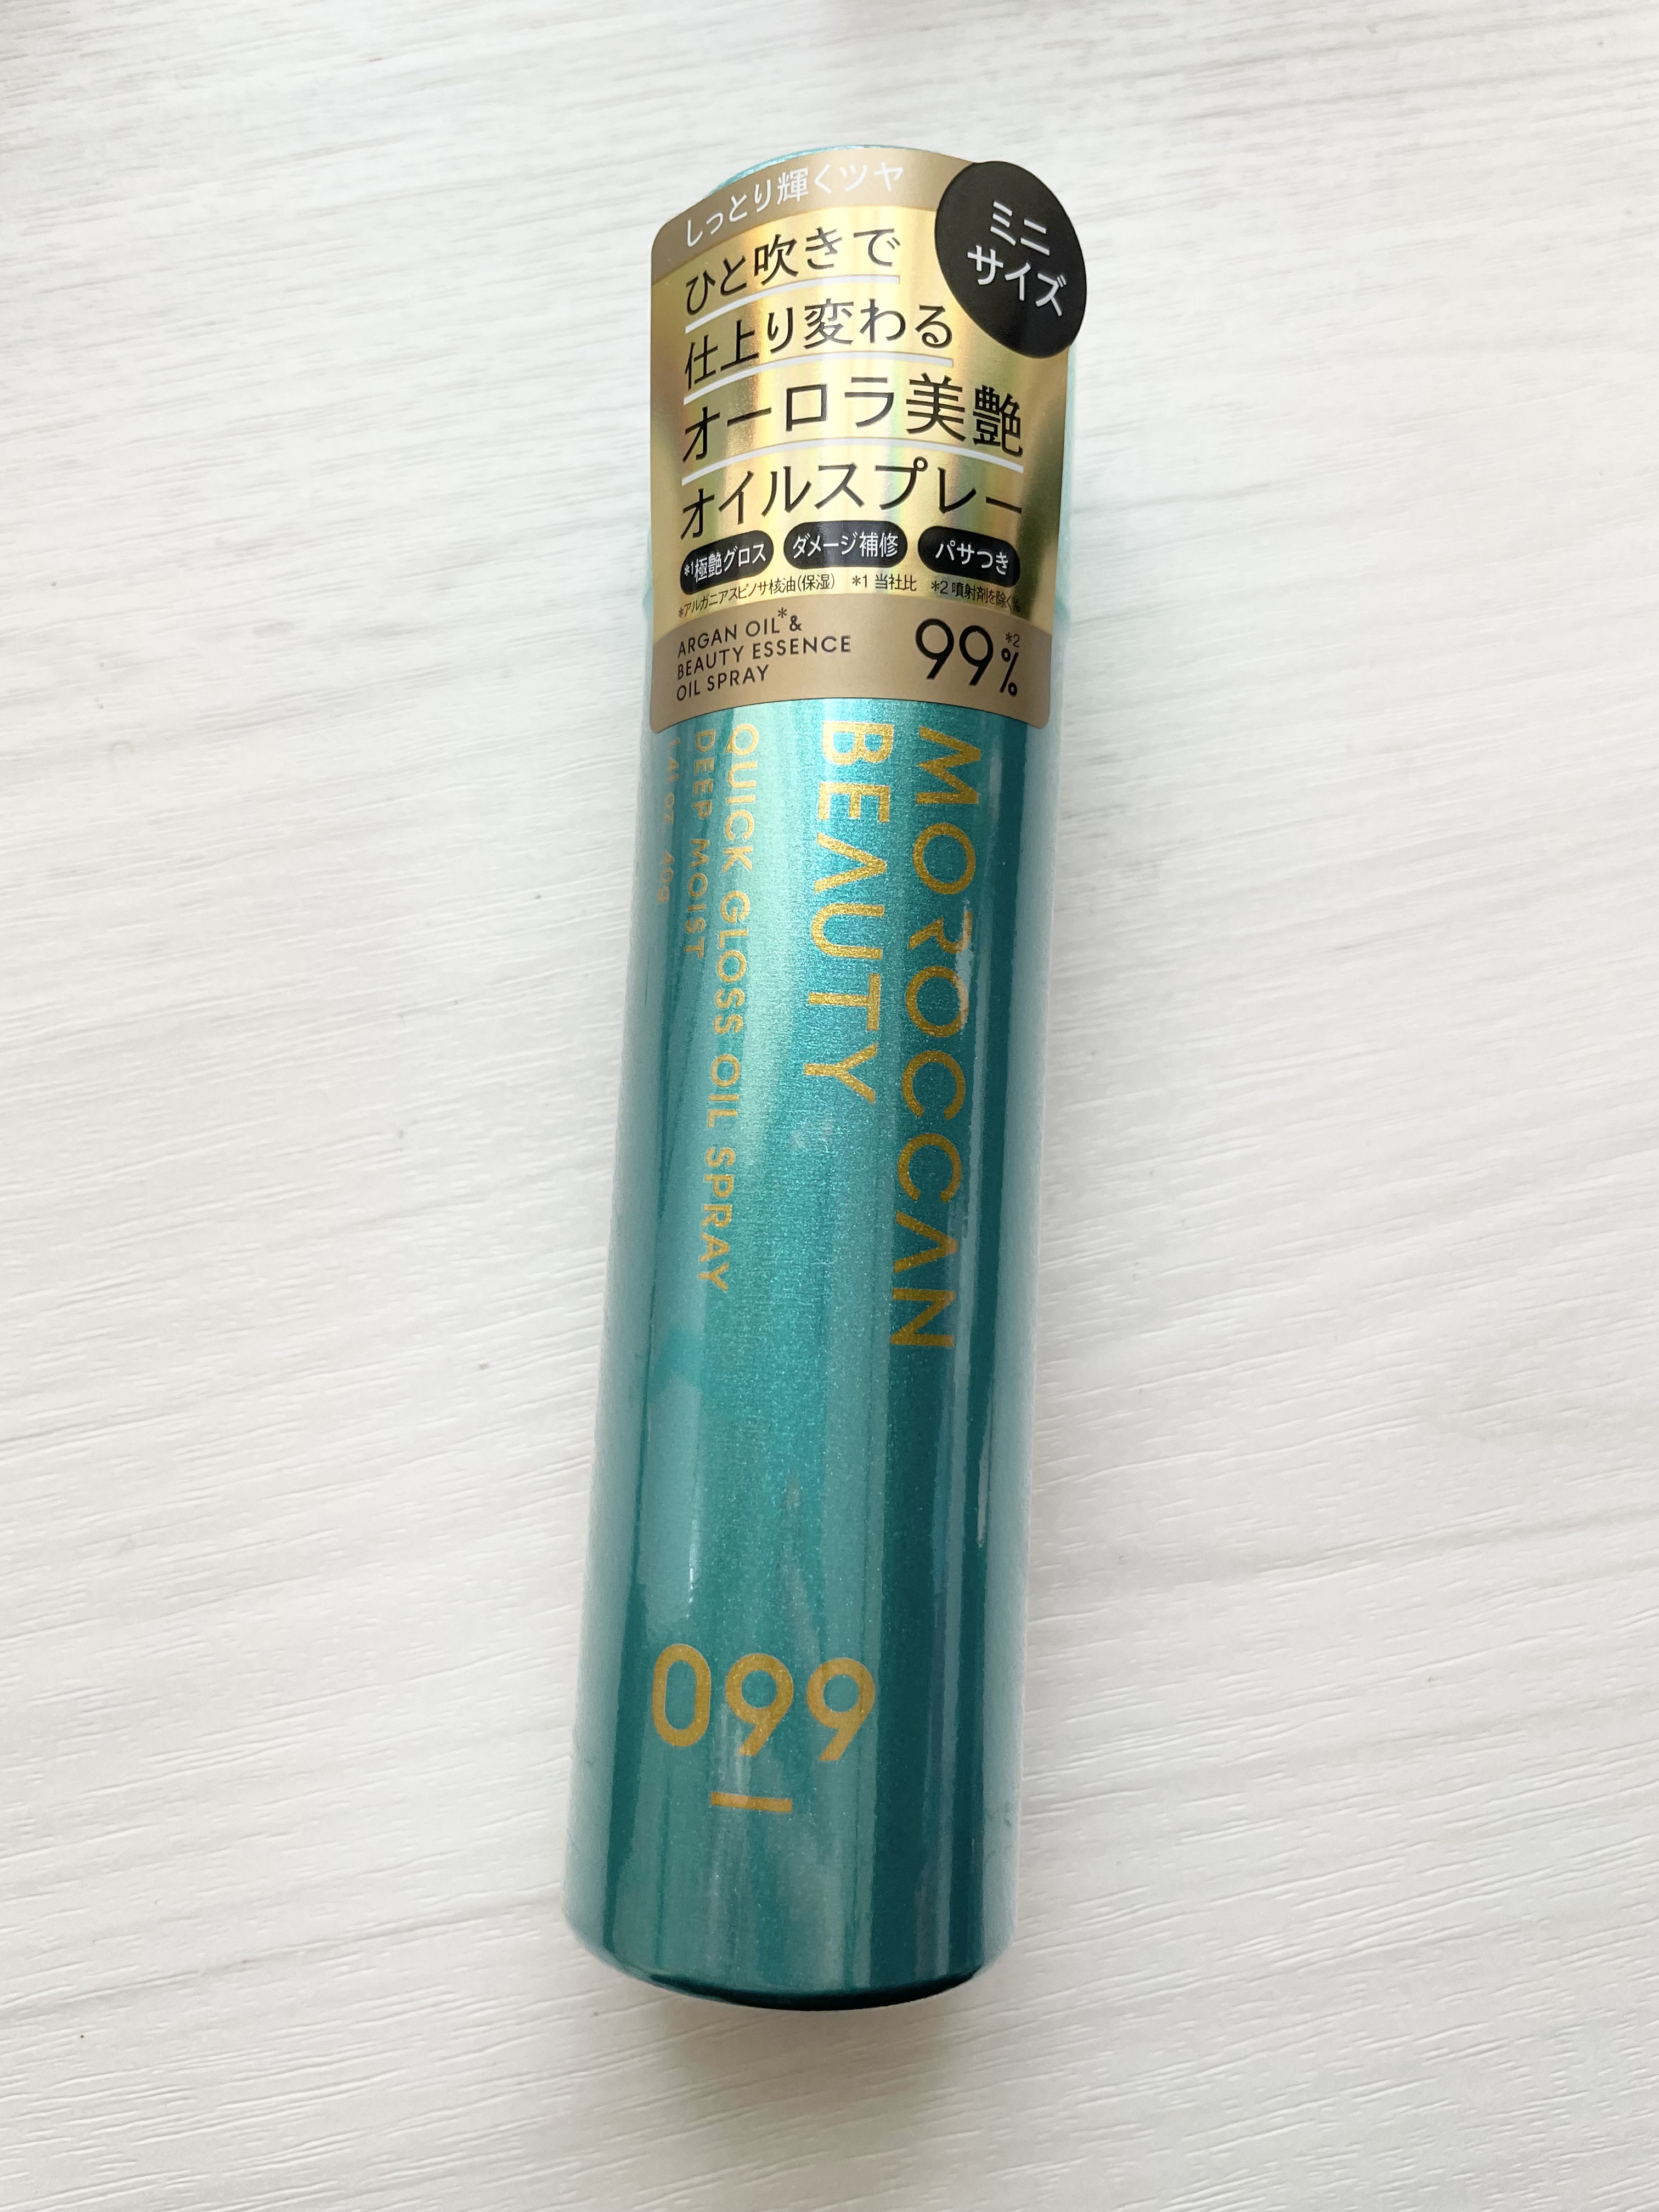 しっとり輝くツヤ
ミニ
サイズ
ひと吹きで
仕上り変わる
オーロラ美艶
オイルスプレー
*1極艶グロス
ダメージ補修
パサつき
*アルガニアスピノサ核油(保湿) *1 当社比 *2 噴射剤を除く
ARGAN OIL*&
BEAUTY ESSENCE
OIL SPRAY
99%*2
MOROCCAN
BEAUTY
QUICK GLOSS OIL SPRAY
DEEP MOIST
1.41 oz. 40g
099